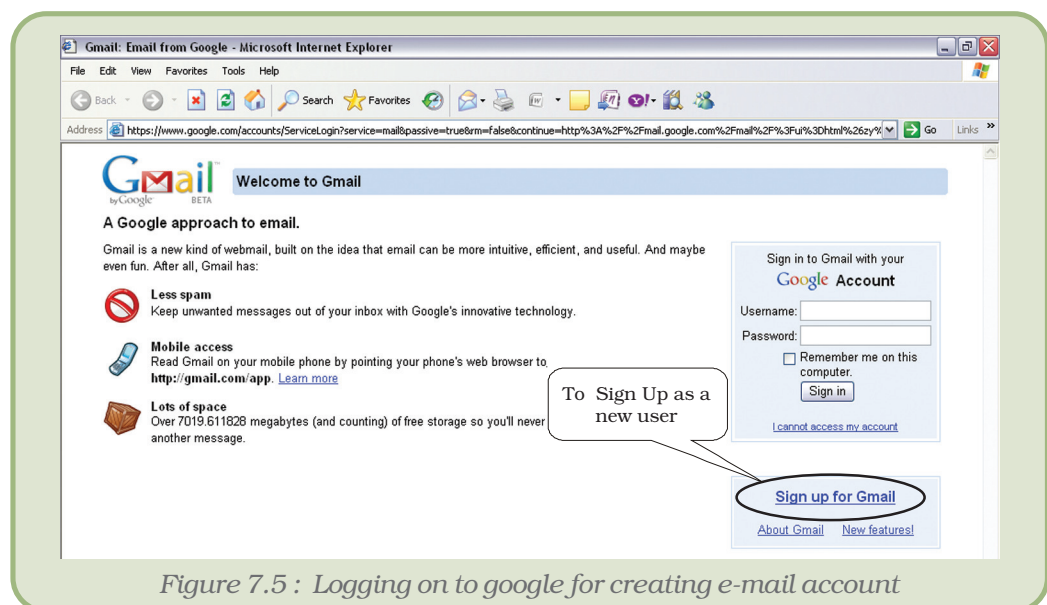 Gmail: Email from Google - Microsoft Internet Explorer
File Edit View Favorites Tools Help
Back Search Favorites
Address https://www.google.com/accounts/ServiceLogin?service=mail&passive=true&rm=false&continue=http%3A%2F%2Fmail.google.com%2Fmail%2F%3Fui%3Dhtml%26zy% Go Links »
Gmail
by Google BETA
Welcome to Gmail
A Google approach to email.
Gmail is a new kind of webmail, built on the idea that email can be more intuitive, efficient, and useful. And maybe
even fun. After all, Gmail has:
Less spam
Keep unwanted messages out of your inbox with Google's innovative technology.
Mobile access
Read Gmail on your mobile phone by pointing your phone's web browser to
http://gmail.com/app. Learn more
Lots of space
Over 7019.611828 megabytes (and counting) of free storage so you'll never
another message.
Sign in to Gmail with your
Google Account
Username:
Password:
Remember me on this
computer.
Sign in
I cannot access my account
To Sign Up as a
new user
Sign up for Gmail
About Gmail New features!
Figure 7.5 : Logging on to google for creating e-mail account